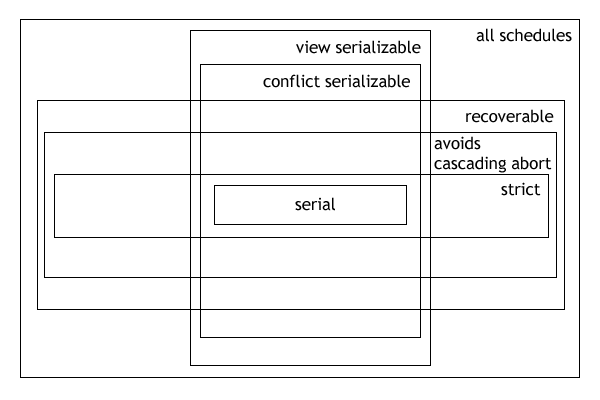 all schedules
view serializable
conflict serializable
recoverable
avoids
cascading abort
strict
serial